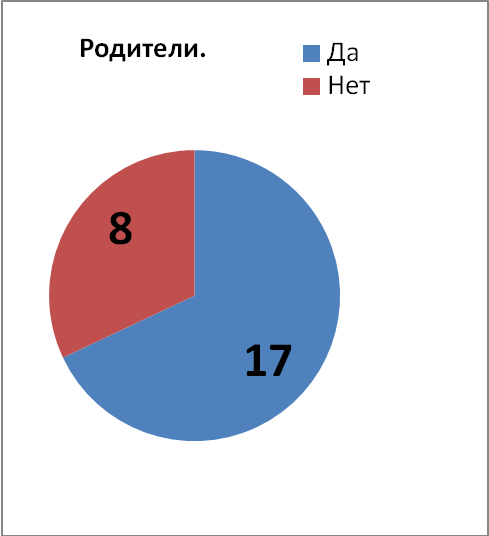 Родители.
Да
Нет
8
17